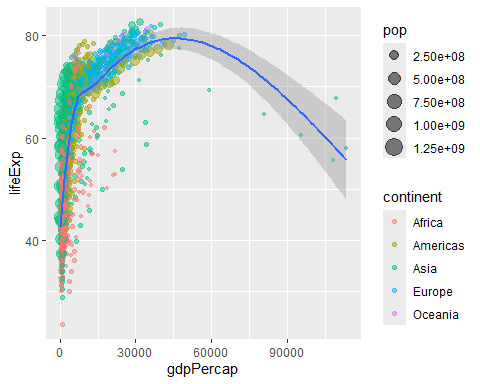 80
60
40
lifeExp
0
30000
60000
90000
gdpPercap
pop
2.50e+08
5.00e+08
7.50e+08
1.00e+09
1.25e+09
continent
Africa
Americas
Asia
Europe
Oceania